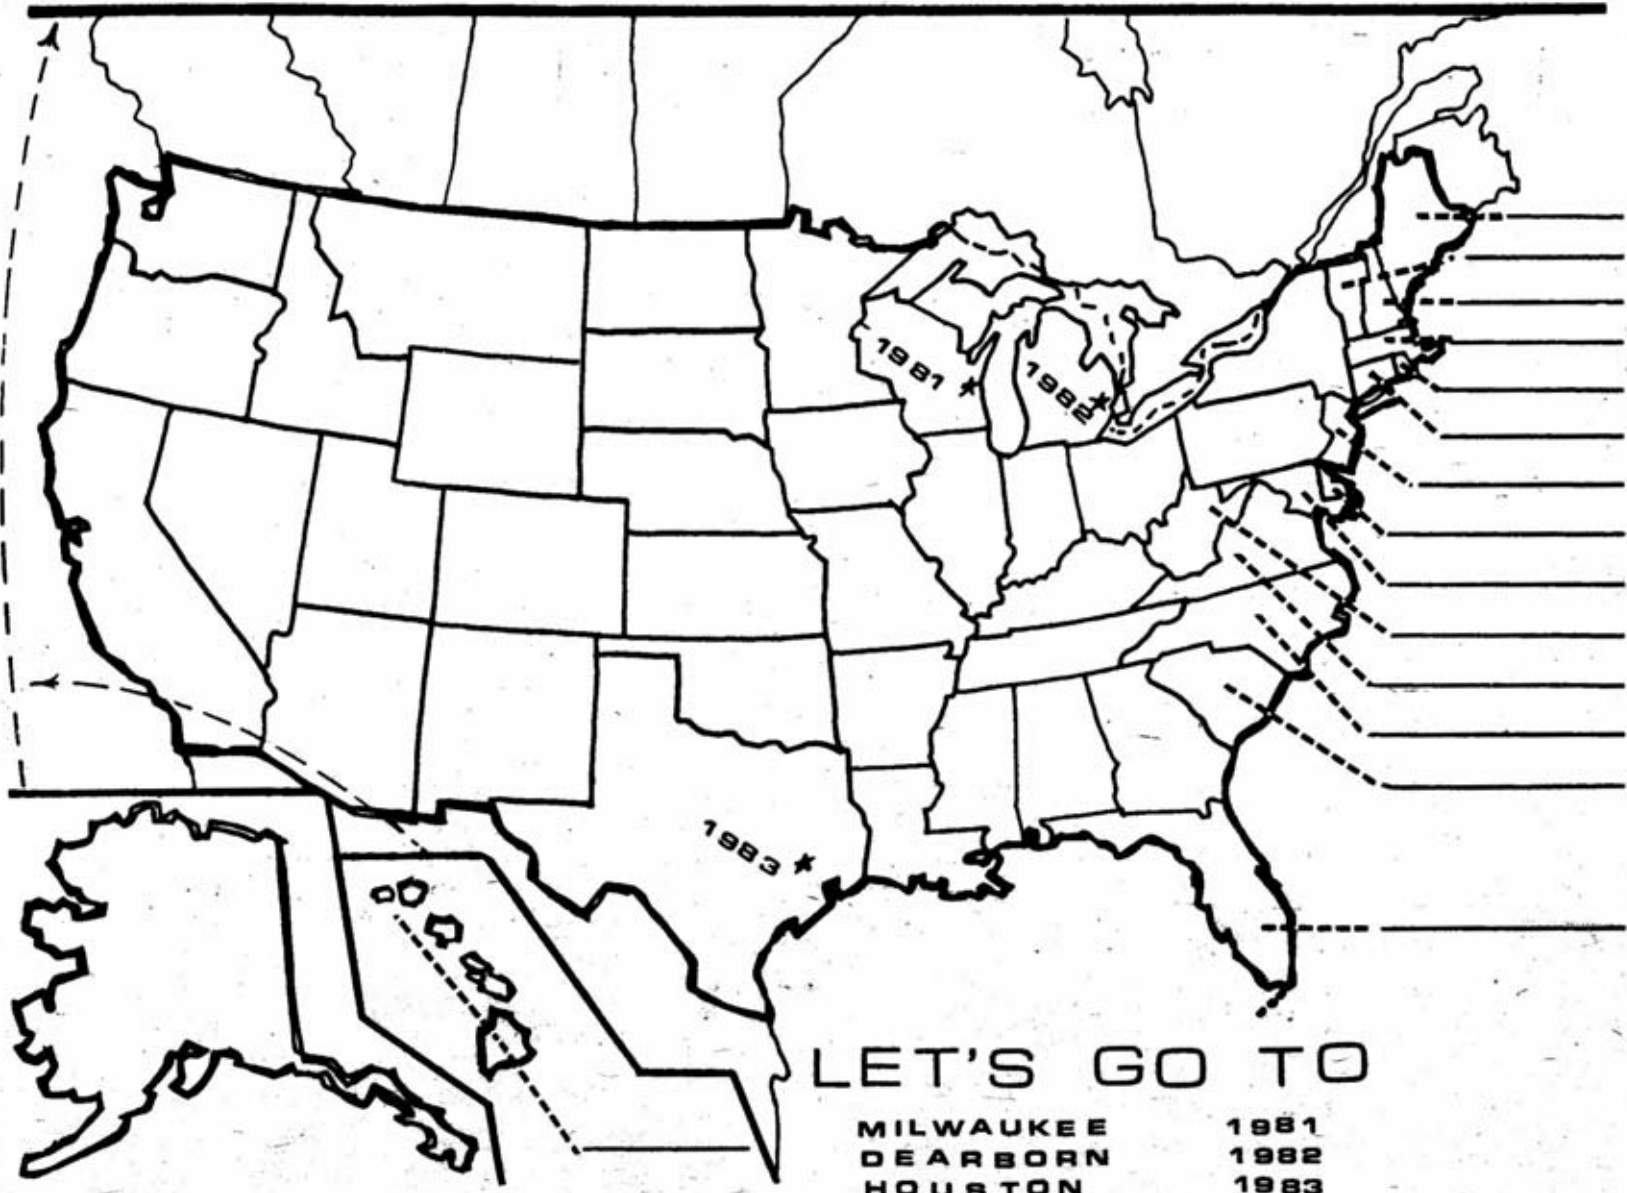 1981 *
1982 *
1983 *
LET'S GO TO
MILWAUKEE 1981
DEARBORN 1982
HOUSTON 1983